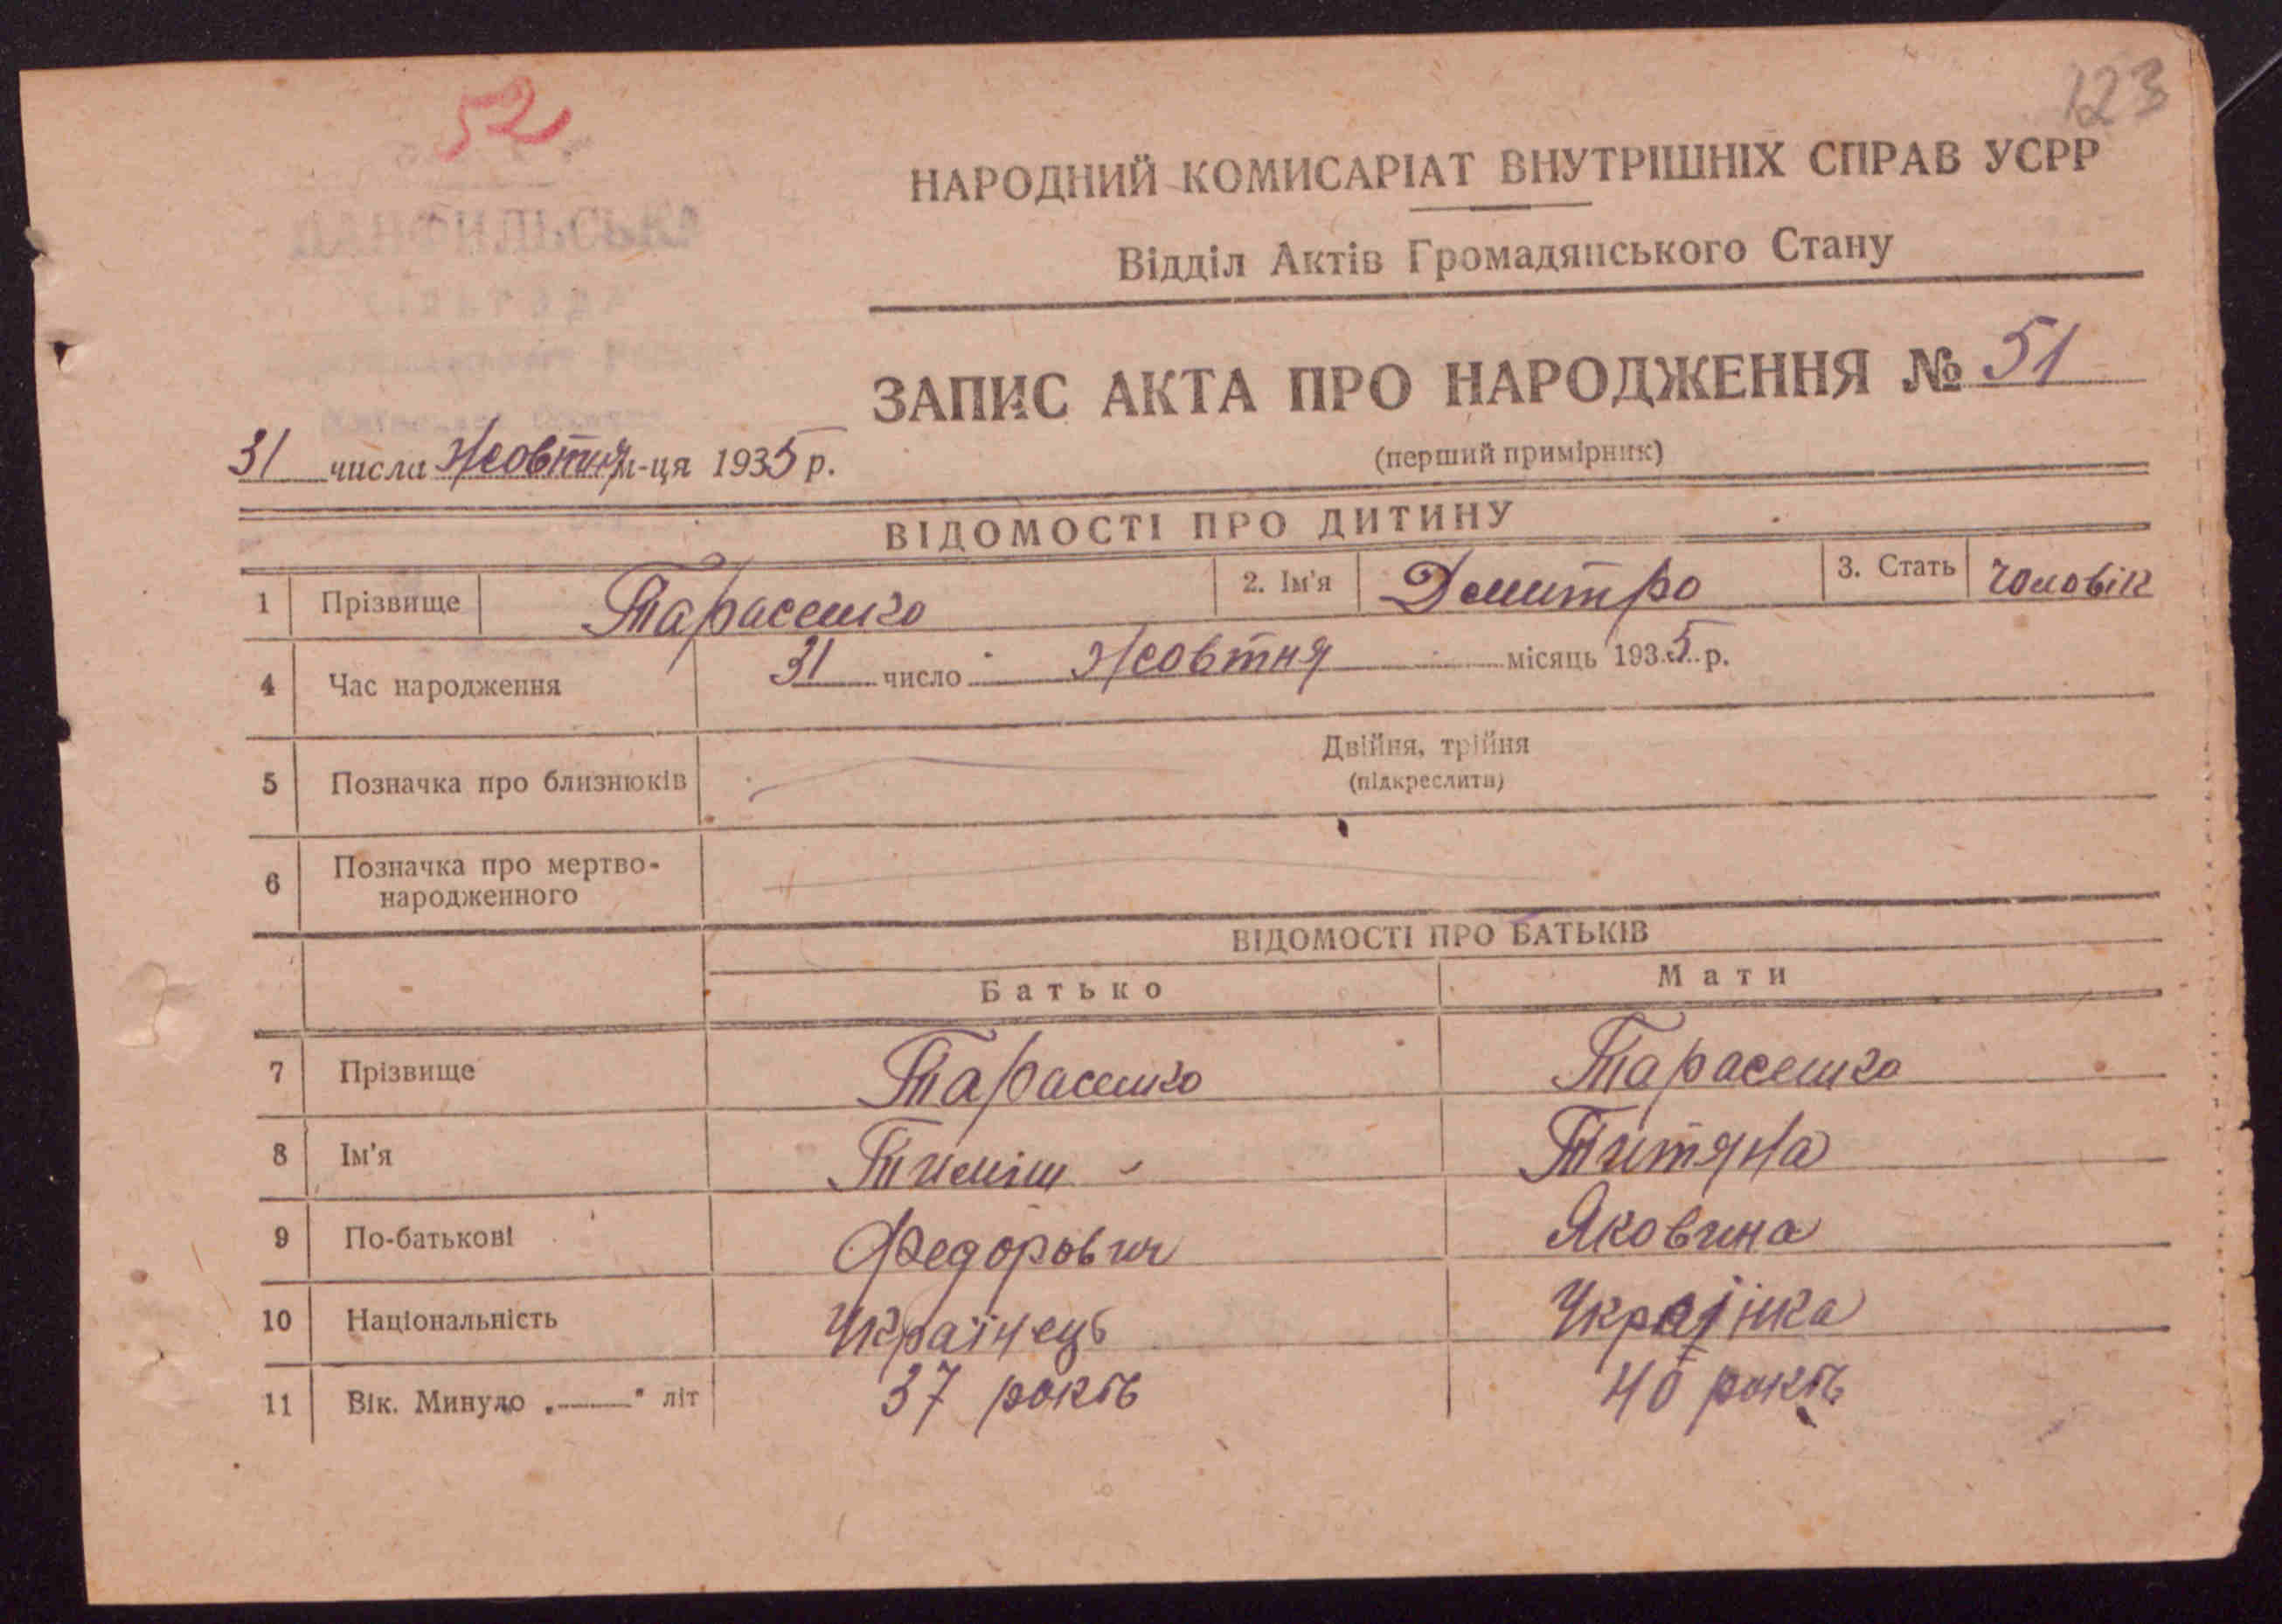 52
123
ПАНФИЛЬСЬКА
СІЛЬРАДА
НАРОДНИЙ КОМИСАРІАТ ВНУТРІШНІХ СПРАВ УСРР
Відділ Актів Громадянського Стану
ЗАПИС АКТА ПРО НАРОДЖЕННЯ № 51
(перший примірник)
31 числа Жовтня м-ця 1935 р.
ВІДОМОСТІ ПРО ДИТИНУ
1 Прізвище Тарасенко 2. Ім'я Дмитро 3. Стать чоловік
4 Час народження 31 число Жовтня місяць 1935 р.
5 Позначка про близнюків Двійня, трійня
(підкреслити)
6 Позначка про мертво-
народженного
ВІДОМОСТІ ПРО БАТЬКІВ
Батько Мати
7 Прізвище Тарасенко Тарасенко
8 Ім'я Тиміш Титяна
9 По-батькові Федорович Яковина
10 Національність Українець Українка
11 Вік. Минуло „——" літ 37 років 40 років